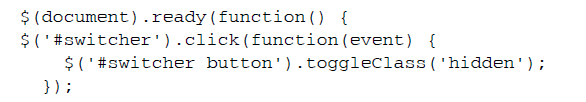 $(document).ready(function() {
$('#switcher').click(function(event) {
$('#switcher button').toggleClass('hidden');
});